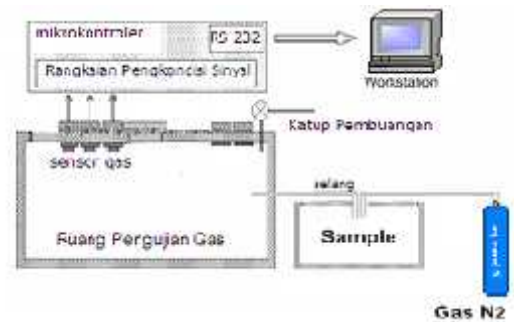 mikrokontroler
RS 232
Rangkaian Pengkondisi Sinyal
Workstation
Katup Pembuangan
sensor gas
selang
Ruang Pengujian Gas
Sample
Gas N2